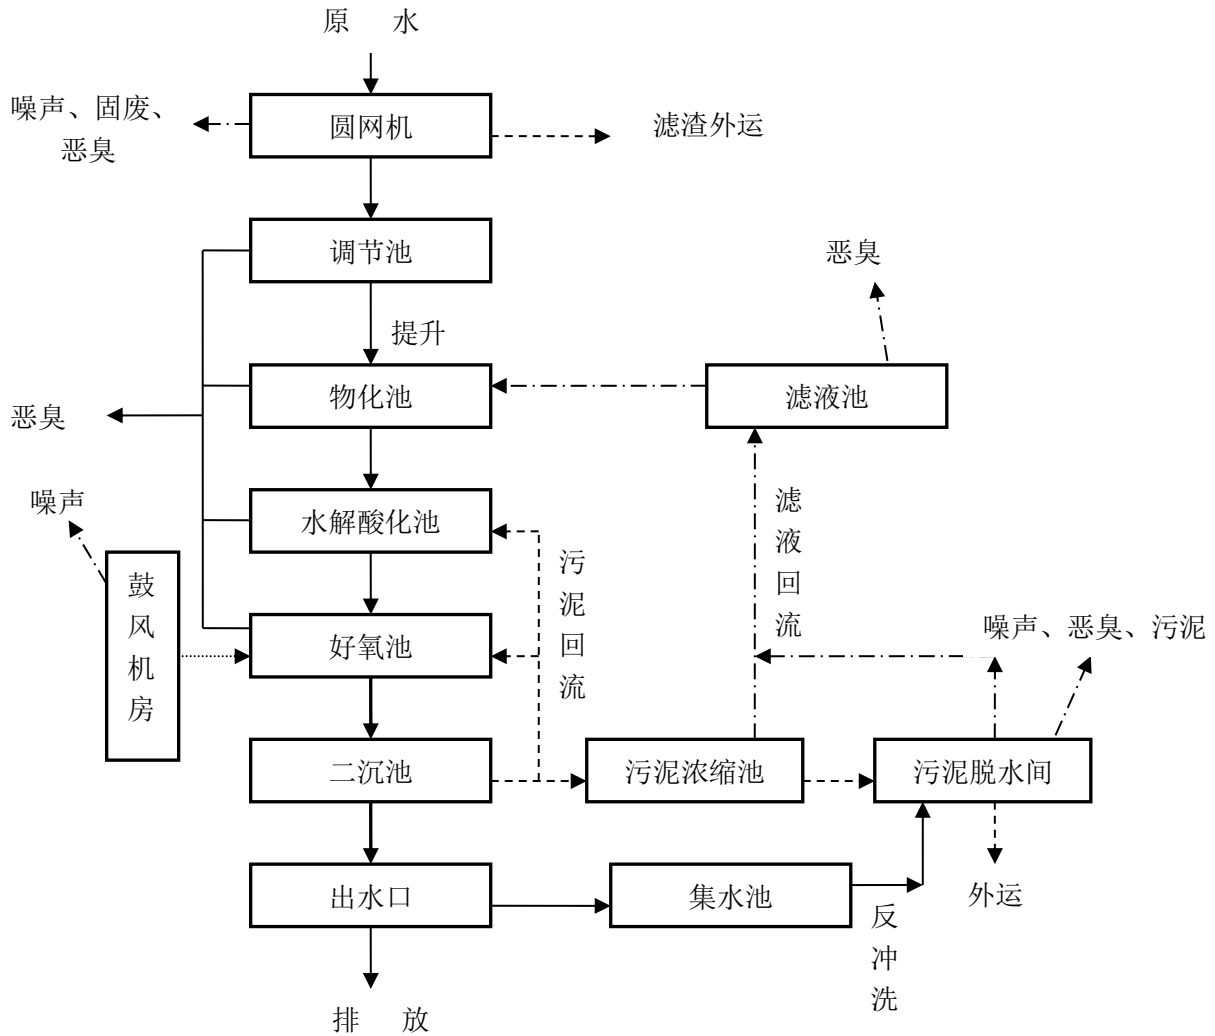 原 水
噪声、固废、
恶臭
圆网机
滤渣外运
调节池
恶臭
提升
物化池
滤液池
恶臭
噪声
水解酸化池
滤液回流
污泥回流
鼓风机房
好氧池
噪声、恶臭、污泥
二沉池
污泥浓缩池
污泥脱水间
出水口
集水池
外运
反冲洗
排 放